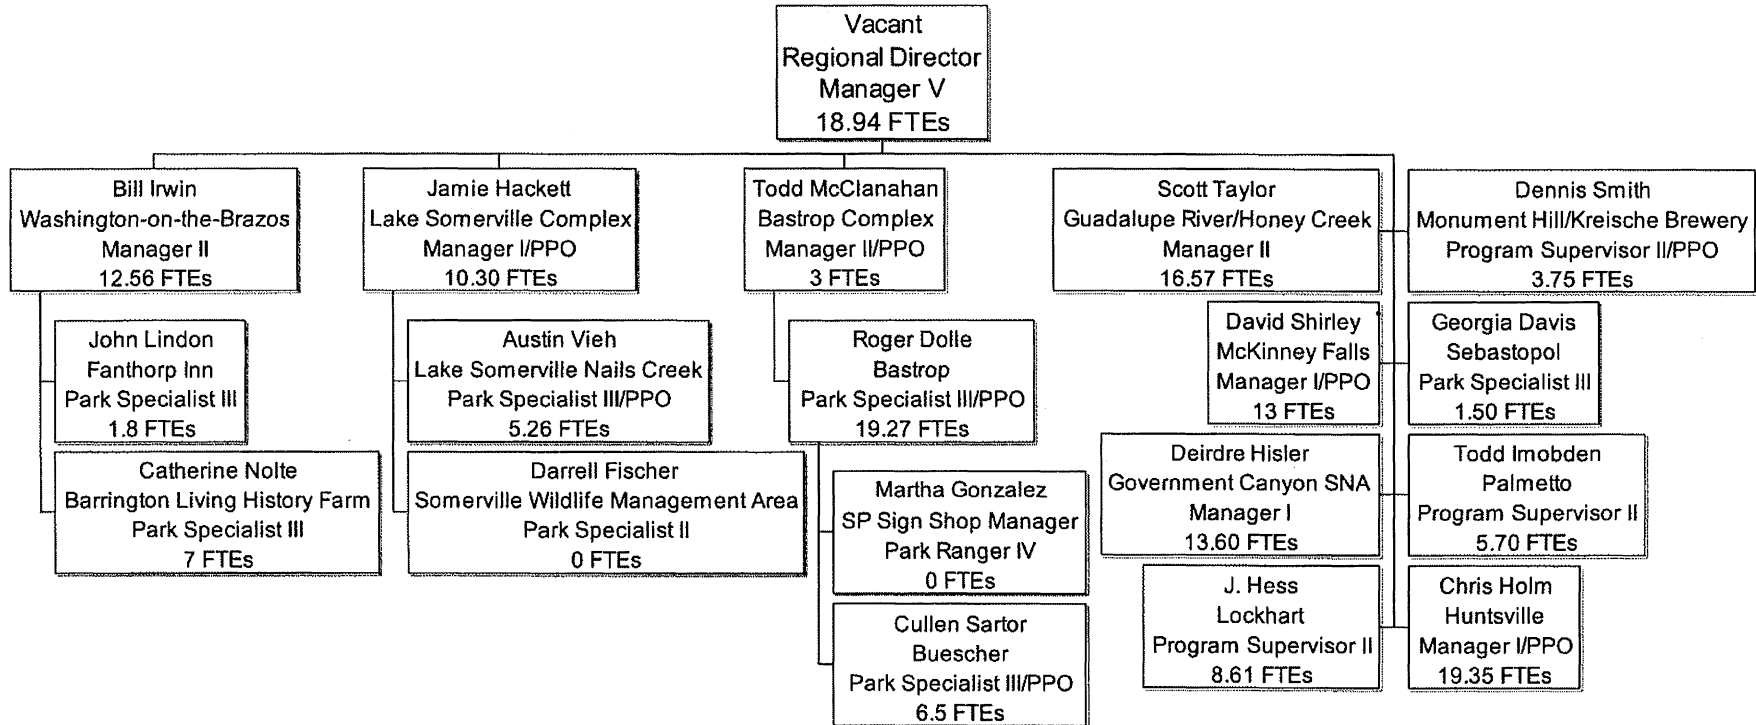 Vacant
Regional Director
Manager V
18.94 FTEs
Bill Irwin
Washington-on-the-Brazos
Manager II
12.56 FTEs
John Lindon
Fanthorp Inn
Park Specialist III
1.8 FTEs
Catherine Nolte
Barrington Living History Farm
Park Specialist III
7 FTEs
Jamie Hackett
Lake Somerville Complex
Manager I/PPO
10.30 FTEs
Austin Vieh
Lake Somerville Nails Creek
Park Specialist III/PPO
5.26 FTEs
Darrell Fischer
Somerville Wildlife Management Area
Park Specialist II
0 FTEs
Todd McClanahan
Bastrop Complex
Manager II/PPO
3 FTEs
Roger Dolle
Bastrop
Park Specialist III/PPO
19.27 FTEs
Martha Gonzalez
SP Sign Shop Manager
Park Ranger IV
0 FTEs
Cullen Sartor
Buescher
Park Specialist III/PPO
6.5 FTEs
Scott Taylor
Guadalupe River/Honey Creek
Manager II
16.57 FTEs
Dennis Smith
Monument Hill/Kreische Brewery
Program Supervisor II/PPO
3.75 FTEs
David Shirley
McKinney Falls
Manager I/PPO
13 FTEs
Georgia Davis
Sebastopol
Park Specialist III
1.50 FTEs
Deirdre Hisler
Government Canyon SNA
Manager I
13.60 FTEs
Todd Imobden
Palmetto
Program Supervisor II
5.70 FTEs
J. Hess
Lockhart
Program Supervisor II
8.61 FTEs
Chris Holm
Huntsville
Manager I/PPO
19.35 FTEs